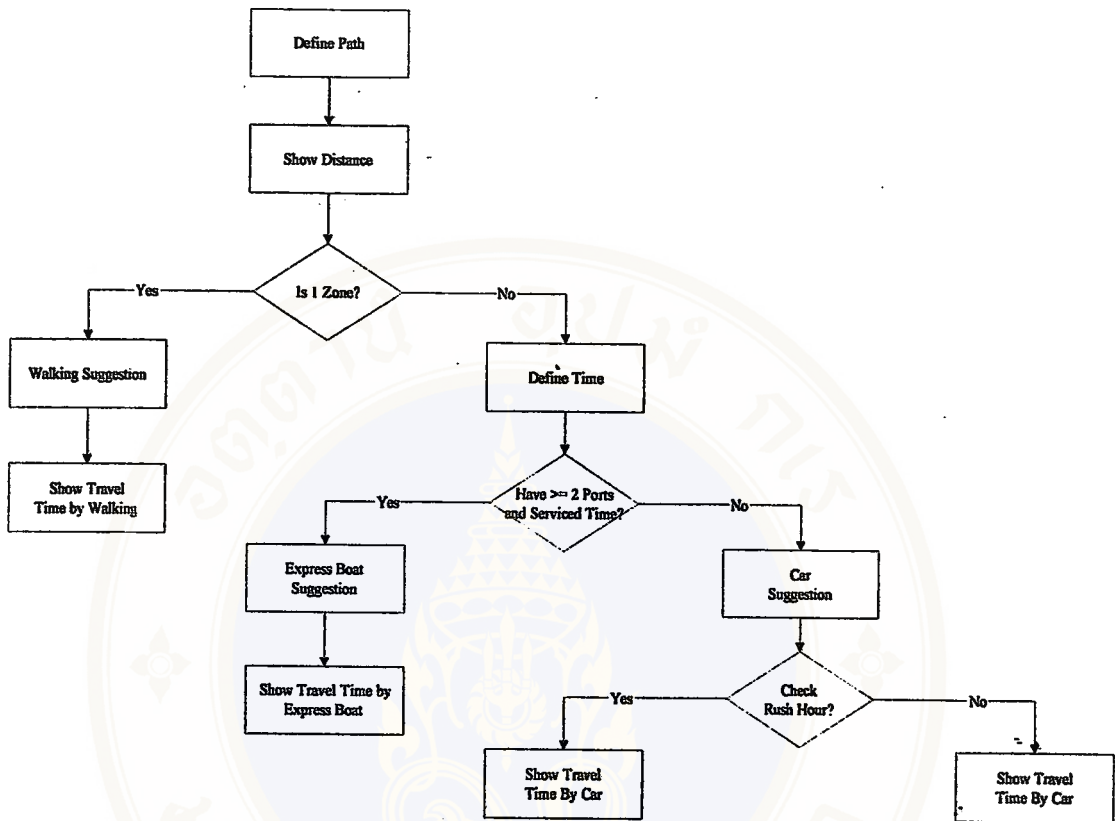 Define Path
Show Distance
Is 1 Zone?
Yes
No
Walking Suggestion
Define Time
Show Travel
Time by Walking
Have >= 2 Ports
and Serviced Time?
Yes
No
Express Boat
Suggestion
Car
Suggestion
Show Travel Time by
Express Boat
Check
Rush Hour?
Yes
No
Show Travel
Time By Car
Show Travel
Time By Car